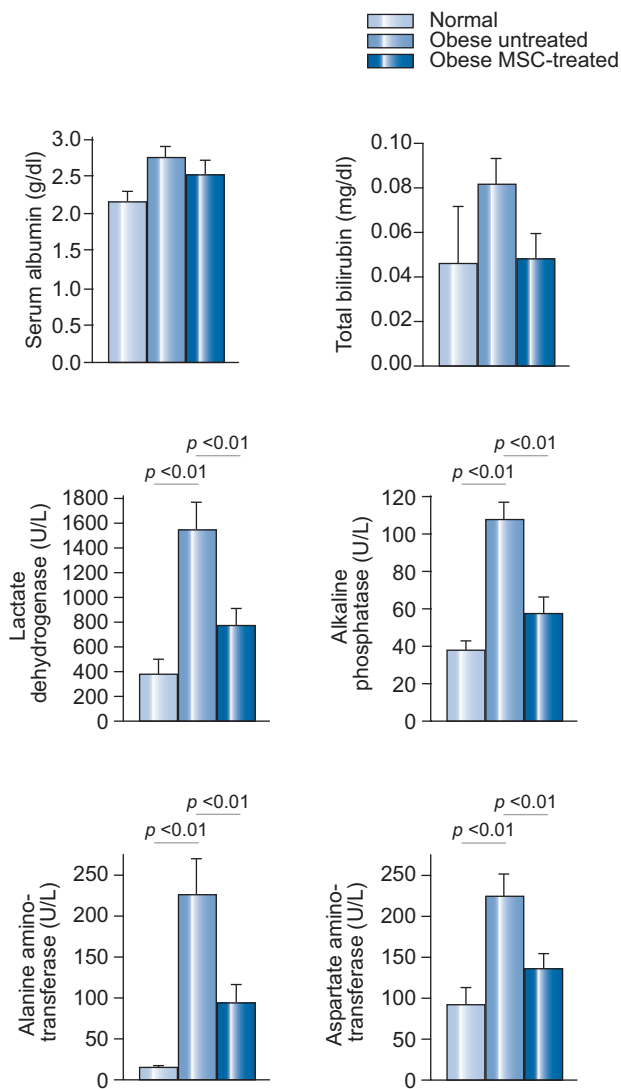 Normal
Obese untreated
Obese MSC-treated
Serum albumin (g/dl)
3.0
2.5
2.0
1.5
1.0
0.5
0.0
Total bilirubin (mg/dl)
0.10
0.08
0.06
0.04
0.02
0.00
Lactate
dehydrogenase (U/L)
p <0.01
p <0.01
1800
1600
1400
1200
1000
800
600
400
200
0
Alkaline
phosphatase (U/L)
p <0.01
p <0.01
120
100
80
60
40
20
0
Alanine amino-
transferase (U/L)
p <0.01
p <0.01
250
200
150
100
50
0
Aspartate amino-
transferase (U/L)
p <0.01
p <0.01
250
200
150
100
50
0